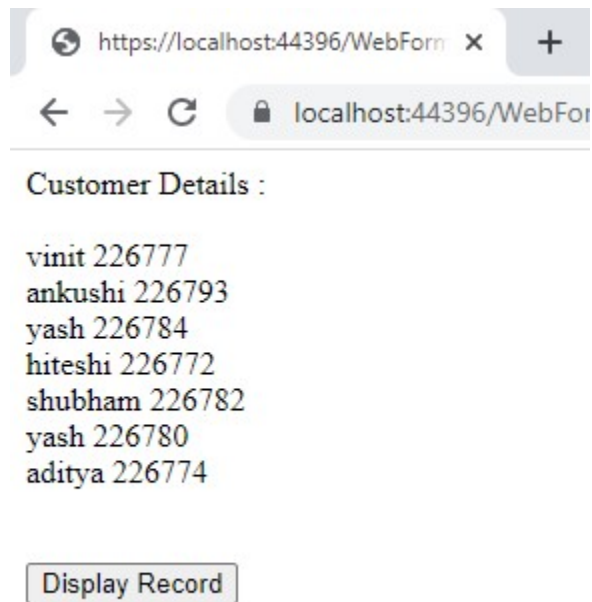 https://localhost:44396/WebForm
localhost:44396/WebFor
Customer Details :
vinit 226777
ankushi 226793
yash 226784
hiteshi 226772
shubham 226782
yash 226780
aditya 226774
Display Record